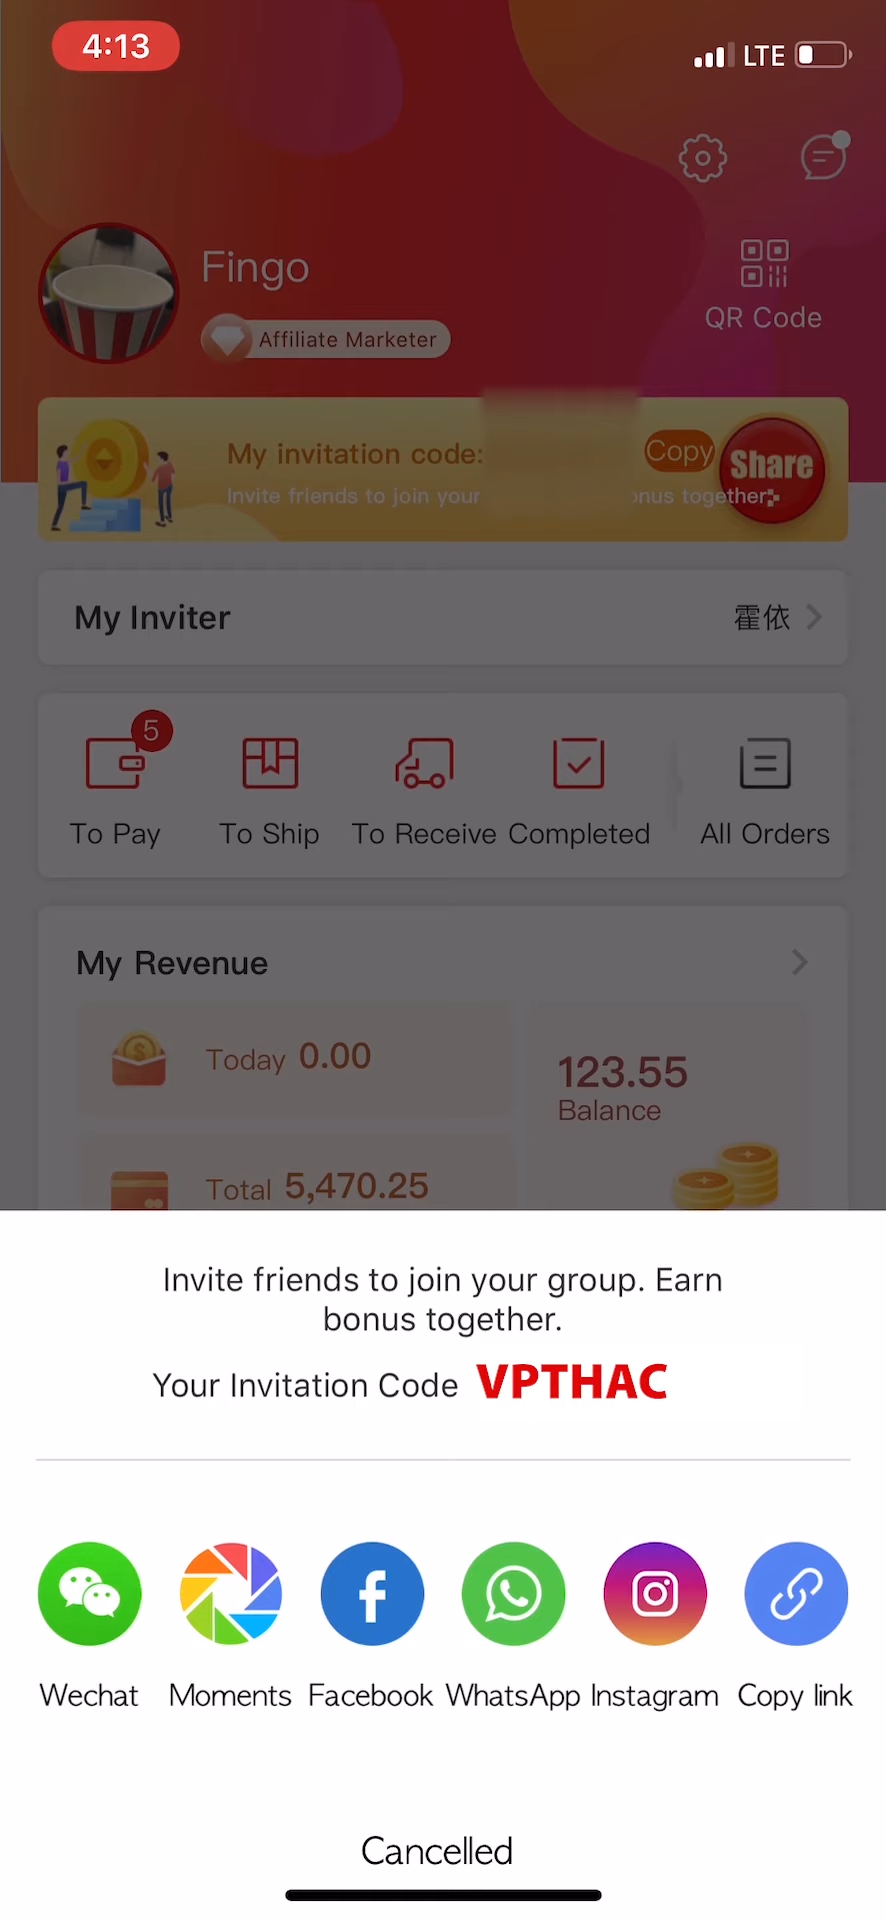 4:13
LTE
Fingo
Affiliate Marketer
QR Code
My invitation code:
Copy
Share
Invite friends to join your
together
My Inviter
霍依
5
To Pay
To Ship
To Receive
Completed
All Orders
My Revenue
Today 0.00
123.55
Balance
Total 5,470.25
Invite friends to join your group. Earn
bonus together.
Your Invitation Code VPTHAC
Wechat
Moments
Facebook
WhatsApp
Instagram
Copy link
Cancelled